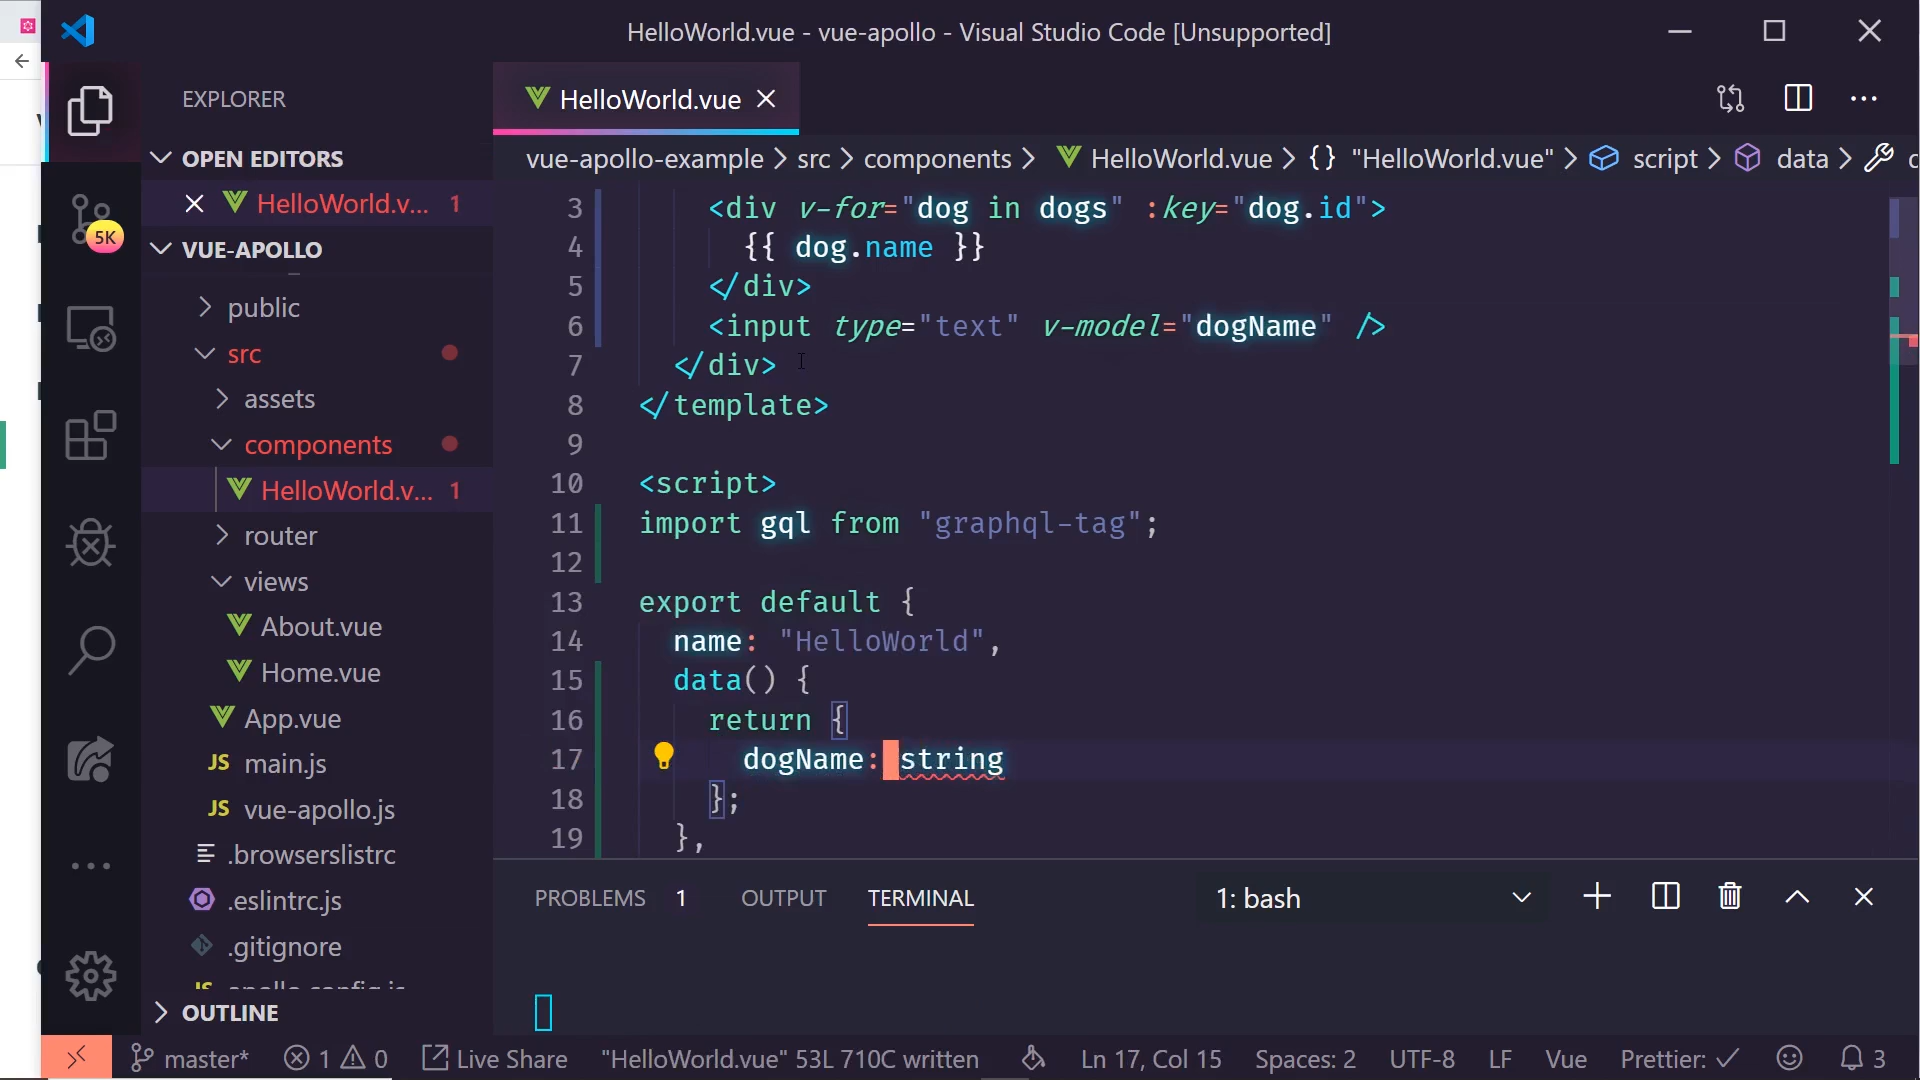 HelloWorld.vue - vue-apollo - Visual Studio Code [Unsupported]
EXPLORER
OPEN EDITORS
HelloWorld.v... 1
VUE-APOLLO
public
src
assets
components
HelloWorld.v... 1
router
views
About.vue
Home.vue
App.vue
JS main.js
JS vue-apollo.js
.browserslistrc
.eslintrc.js
.gitignore
JS apollo.config.js
OUTLINE
5K
HelloWorld.vue
vue-apollo-example > src > components > HelloWorld.vue > {} "HelloWorld.vue" > script > data >
3 <div v-for="dog in dogs" :key="dog.id">
4 {{ dog.name }}
5 </div>
6 <input type="text" v-model="dogName" />
7 </div>
8 </template>
9
10 <script>
11 import gql from "graphql-tag";
12
13 export default {
14 name: "HelloWorld",
15 data() {
16 return {
17 dogName: string
18 };
19 },
PROBLEMS 1 OUTPUT TERMINAL 1: bash
master* 1 0 Live Share "HelloWorld.vue" 53L 710C written Ln 17, Col 15 Spaces: 2 UTF-8 LF Vue Prettier: ✓ 3